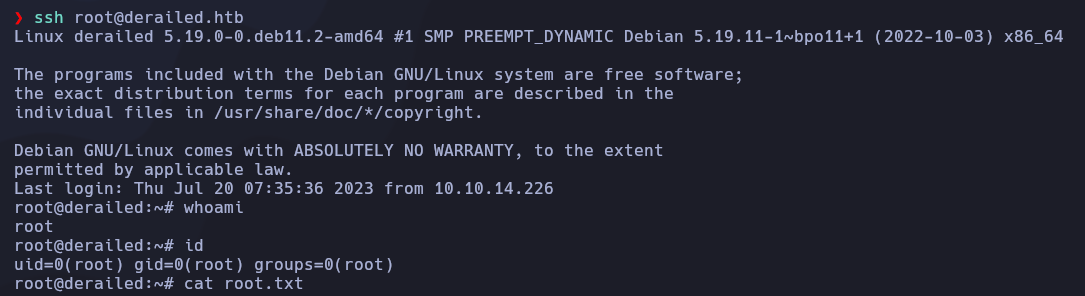 ❯ ssh root@derailed.htb
Linux derailed 5.19.0-0.deb11.2-amd64 #1 SMP PREEMPT_DYNAMIC Debian 5.19.11-1~bpo11+1 (2022-10-03) x86_64
The programs included with the Debian GNU/Linux system are free software;
the exact distribution terms for each program are described in the
individual files in /usr/share/doc/*/copyright.
Debian GNU/Linux comes with ABSOLUTELY NO WARRANTY, to the extent
permitted by applicable law.
Last login: Thu Jul 20 07:35:36 2023 from 10.10.14.226
root@derailed:~# whoami
root
root@derailed:~# id
uid=0(root) gid=0(root) groups=0(root)
root@derailed:~# cat root.txt